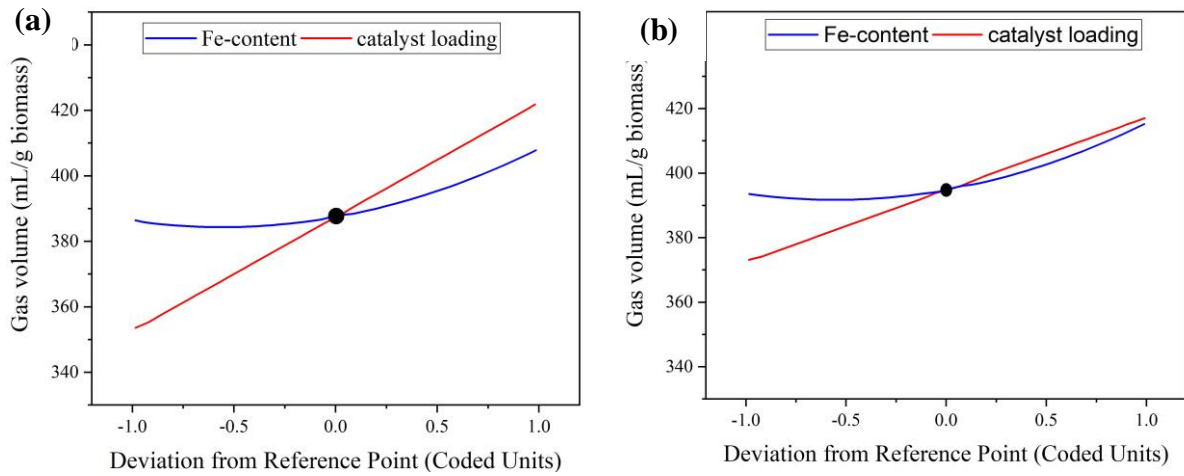 (a)
Fe-content catalyst loading
0
420
400
380
360
340
Gas volume (mL/g biomass)
-1.0 -0.5 0.0 0.5 1.0
Deviation from Reference Point (Coded Units)
(b)
Fe-content catalyst loading
420
400
380
360
340
Gas volume (mL/g biomass)
-1.0 -0.5 0.0 0.5 1.0
Deviation from Reference Point (Coded Units)